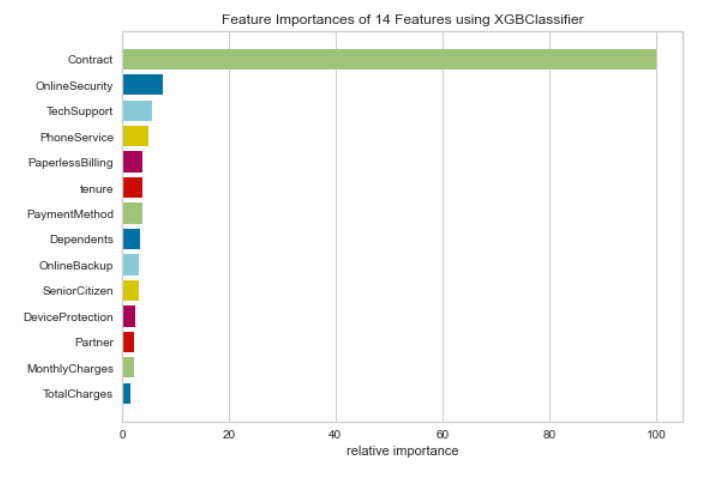 Feature Importances of 14 Features using XGBClassifier
Contract
OnlineSecurity
TechSupport
PhoneService
PaperlessBilling
tenure
PaymentMethod
Dependents
OnlineBackup
SeniorCitizen
DeviceProtection
Partner
MonthlyCharges
TotalCharges
0 20 40 60 80 100
relative importance